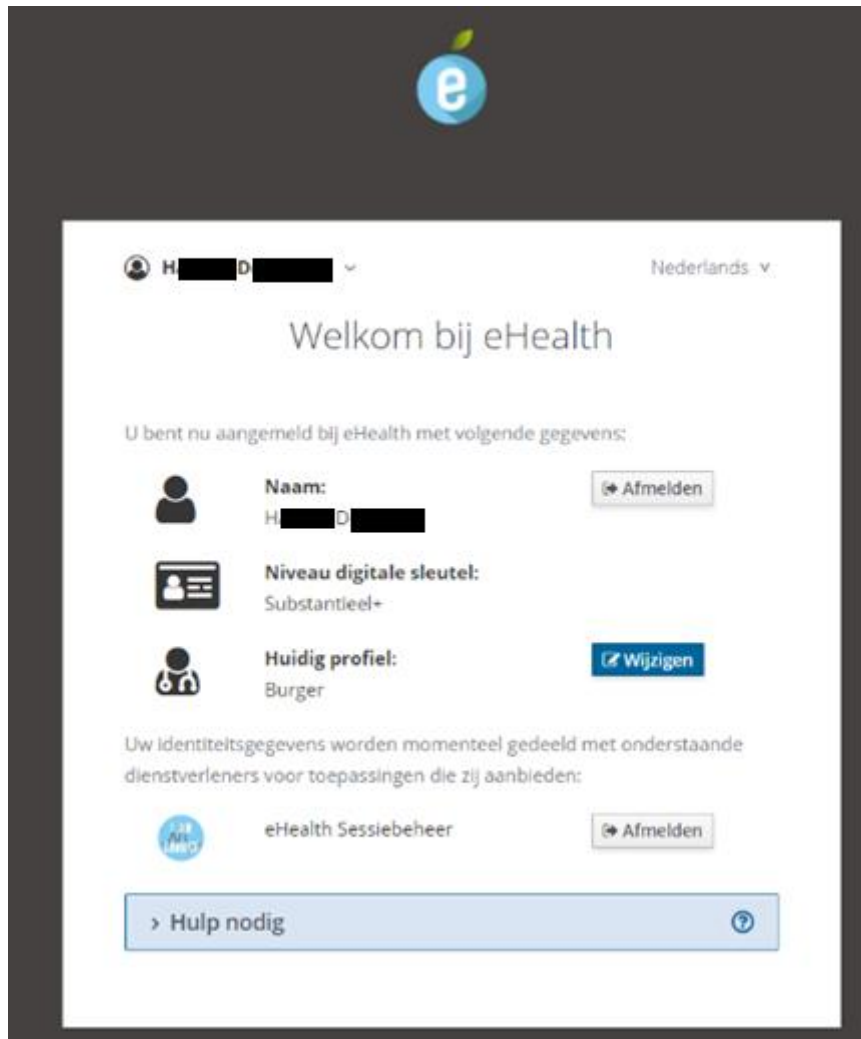 e
H. D
Nederlands
Welkom bij eHealth
U bent nu aangemeld bij eHealth met volgende gegevens:
Naam:
Afmelden
H. D
Niveau digitale sleutel:
Substantieel+
Huidig profiel:
Wijzigen
Burger
Uw identiteitsgegevens worden momenteel gedeeld met onderstaande
dienstverleners voor toepassingen die zij aanbieden:
eHealth Sessiebeheer
Afmelden
> Hulp nodig ?